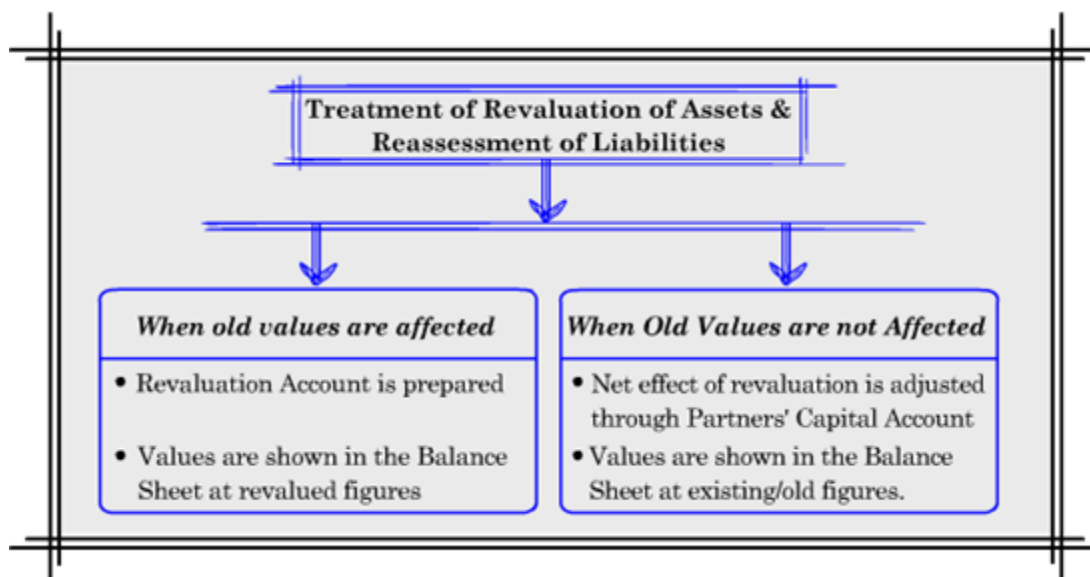 Treatment of Revaluation of Assets &
Reassessment of Liabilities
When old values are affected
• Revaluation Account is prepared
• Values are shown in the Balance
Sheet at revalued figures
When Old Values are not Affected
• Net effect of revaluation is adjusted
through Partners' Capital Account
• Values are shown in the Balance
Sheet at existing/old figures.